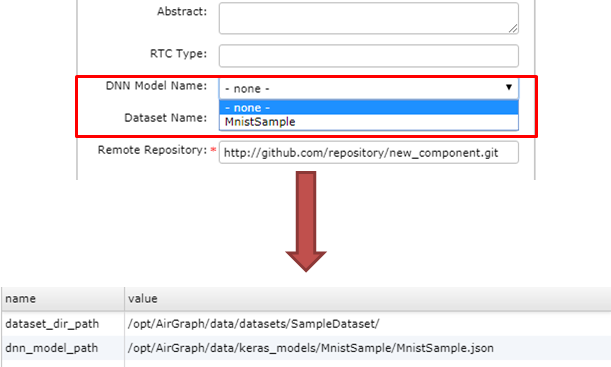 Abstract:
RTC Type:
DNN Model Name: - none - ▼
- none -
Dataset Name: MnistSample
Remote Repository: * http://github.com/repository/new_component.git
name value
dataset_dir_path /opt/AirGraph/data/datasets/SampleDataset/
dnn_model_path /opt/AirGraph/data/keras_models/MnistSample/MnistSample.json